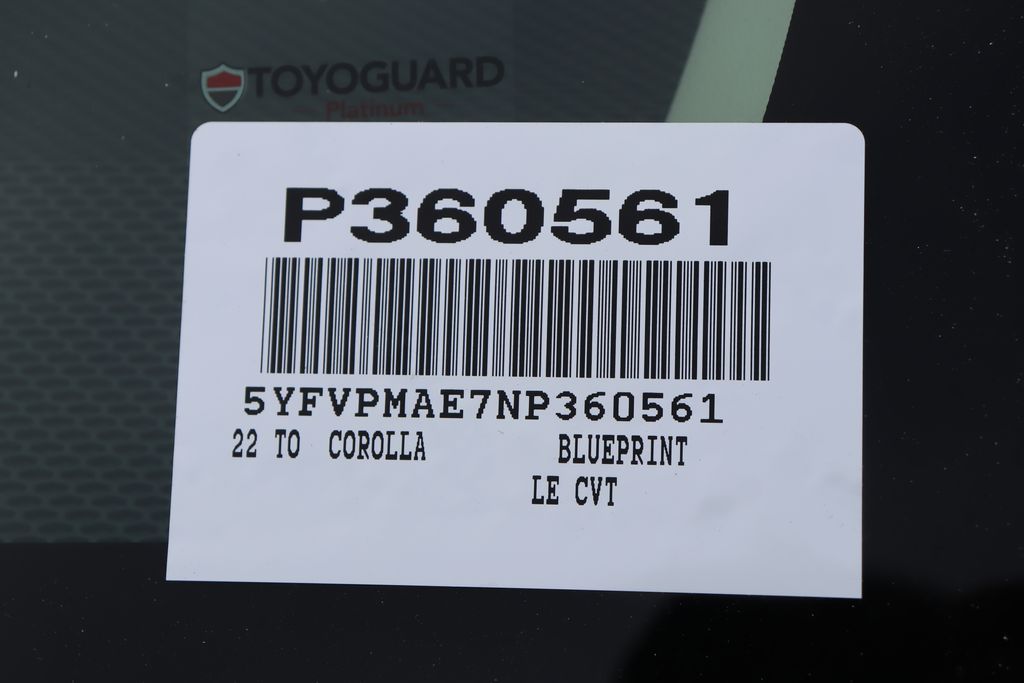 TOYOGUARD
Platinum
P360561
5YFVPMAE7NP360561
22 TO COROLLA BLUEPRINT
LE CVT